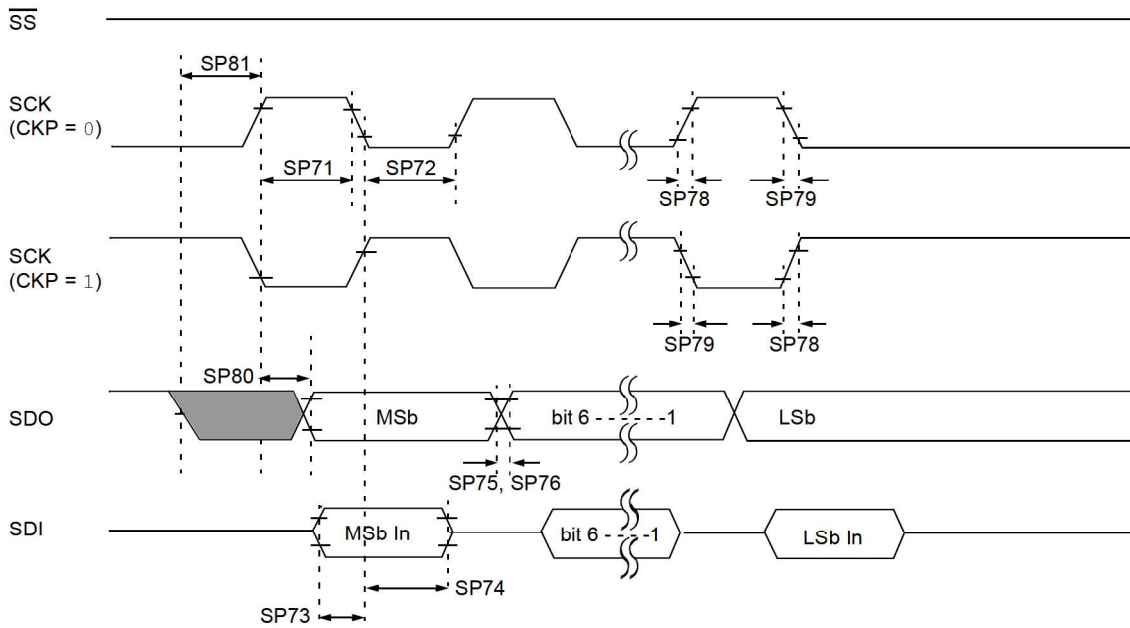 SS
SP81
SCK
(CKP = 0)
SP71
SP72
SP78
SP79
SCK
(CKP = 1)
SP79
SP78
SP80
SDO
MSb
bit 6 - - - - - -1
LSb
SP75, SP76
SDI
MSb In
bit 6 - - - - - -1
LSb In
SP74
SP73